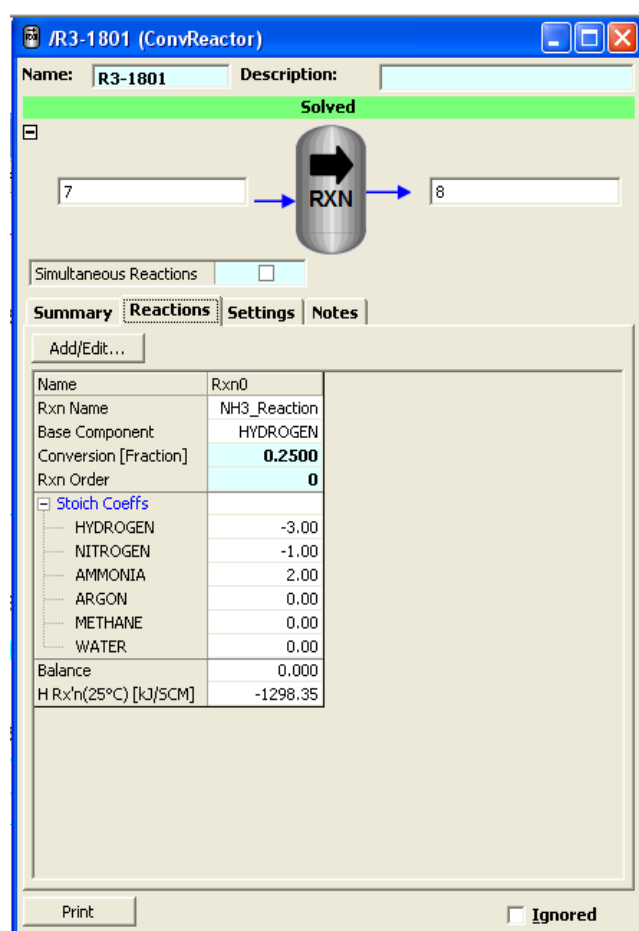 /R3-1801 (ConvReactor)
Name: R3-1801 Description:
Solved
7 RXN 8
Simultaneous Reactions
Summary Reactions Settings Notes
Add/Edit...
Name Rxn0
Rxn Name NH3_Reaction
Base Component HYDROGEN
Conversion [Fraction] 0.2500
Rxn Order 0
Stoich Coeffs
HYDROGEN -3.00
NITROGEN -1.00
AMMONIA 2.00
ARGON 0.00
METHANE 0.00
WATER 0.00
Balance 0.000
H Rx'n(25°C) [kJ/SCM] -1298.35
Print Ignored